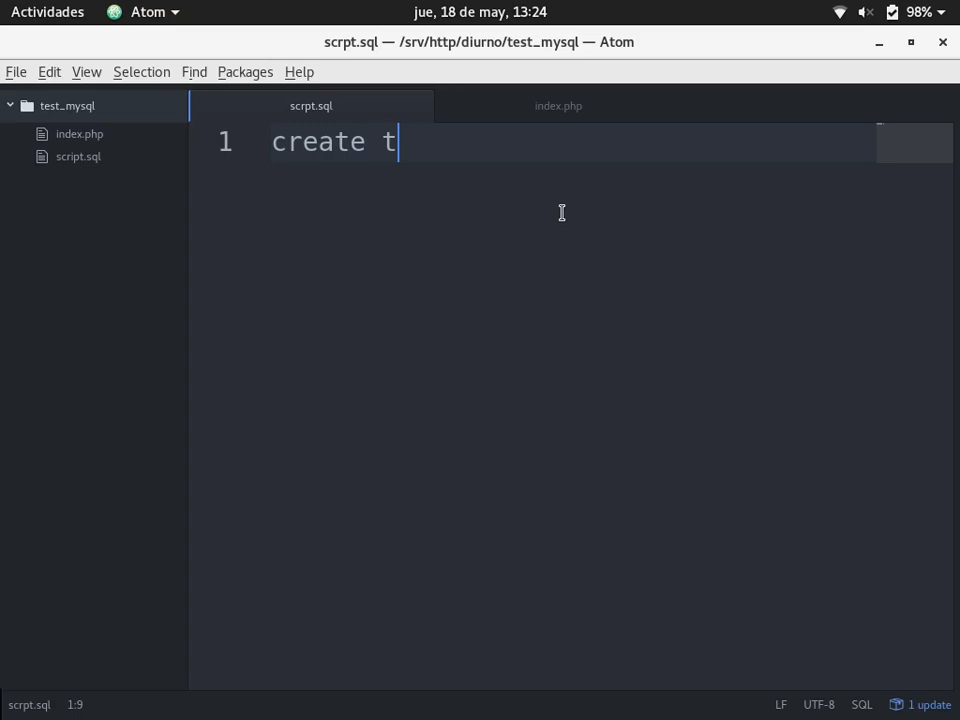 Actividades Atom jue, 18 de may, 13:24 98%
scrpt.sql — /srv/http/diurno/test_mysql — Atom
File Edit View Selection Find Packages Help
test_mysql scrpt.sql index.php
index.php
script.sql
1 create t
scrpt.sql 1:9 LF UTF-8 SQL 1 update